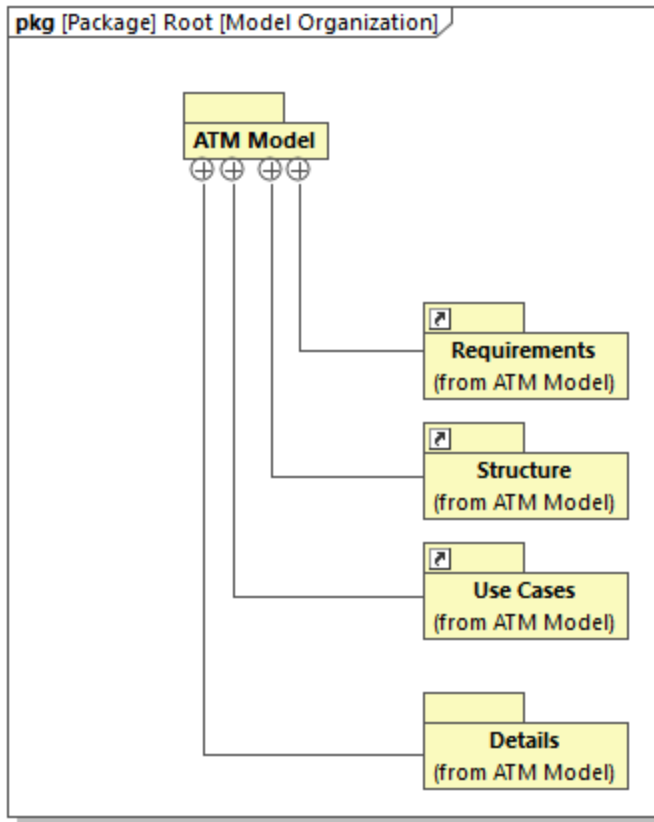 pkg [Package] Root [Model Organization]
ATM Model
Requirements
(from ATM Model)
Structure
(from ATM Model)
Use Cases
(from ATM Model)
Details
(from ATM Model)